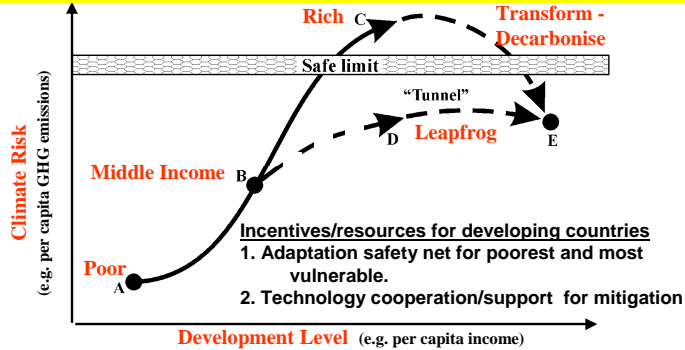 Rich
C
Transform -
Decarbonise
Safe limit
“Tunnel”
D
Leapfrog
E
Middle Income
B
Climate Risk
(e.g. per capita GHG emissions)
Poor
A
Incentives/resources for developing countries
1. Adaptation safety net for poorest and most
vulnerable.
2. Technology cooperation/support for mitigation
Development Level (e.g. per capita income)